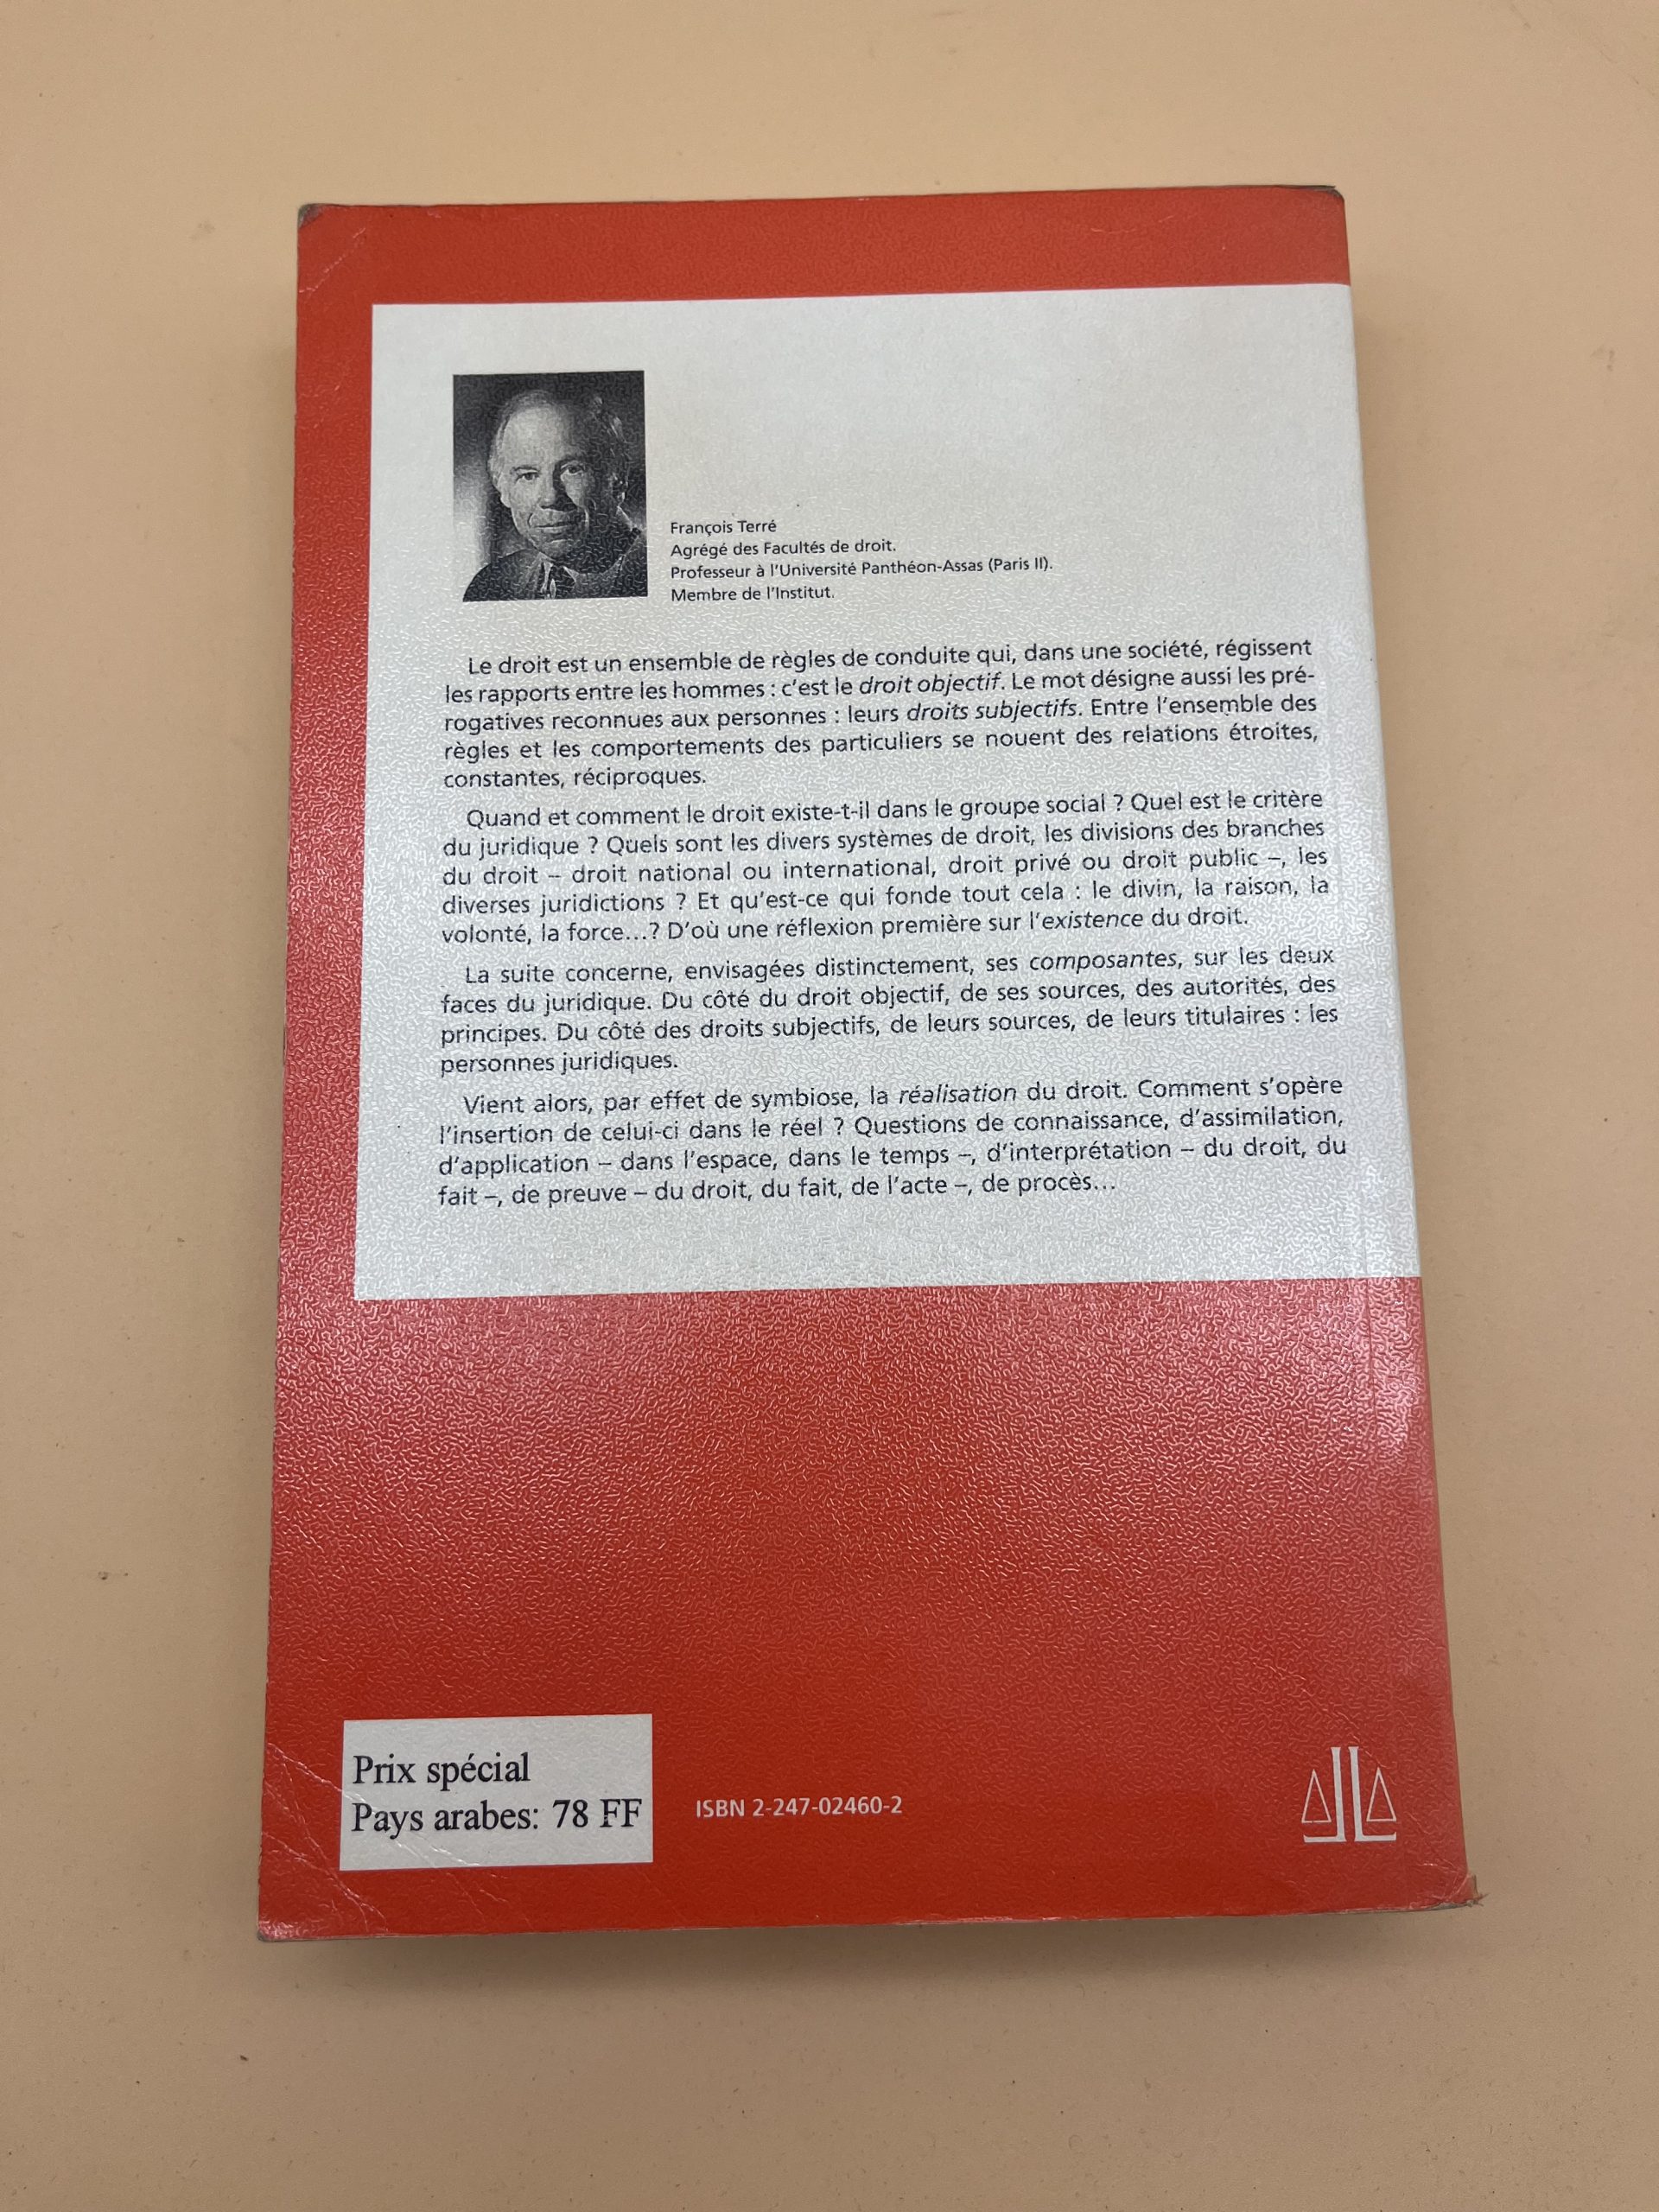 François Terré
Agrégé des Facultés de droit.
Professeur à l'Université Panthéon-Assas (Paris II).
Membre de l'Institut.
Le droit est un ensemble de règles de conduite qui, dans une société, régissent
les rapports entre les hommes : c'est le droit objectif. Le mot désigne aussi les pré-
rogatives reconnues aux personnes : leurs droits subjectifs. Entre l'ensemble des
règles et les comportements des particuliers se nouent des relations étroites,
constantes, réciproques.
Quand et comment le droit existe-t-il dans le groupe social ? Quel est le critère
du juridique ? Quels sont les divers systèmes de droit, les divisions des branches
du droit – droit national ou international, droit privé ou droit public –, les
diverses juridictions ? Et qu'est-ce qui fonde tout cela : le divin, la raison, la
volonté, la force...? D'où une réflexion première sur l'existence du droit.
La suite concerne, envisagées distinctement, ses composantes, sur les deux
faces du juridique. Du côté du droit objectif, de ses sources, des autorités, des
principes. Du côté des droits subjectifs, de leurs sources, de leurs titulaires : les
personnes juridiques.
Vient alors, par effet de symbiose, la réalisation du droit. Comment s'opère
l'insertion de celui-ci dans le réel ? Questions de connaissance, d'assimilation,
d'application – dans l'espace, dans le temps –, d'interprétation – du droit, du
fait –, de preuve – du droit, du fait, de l'acte –, de procès...
Prix spécial
Pays arabes: 78 FF
ISBN 2-247-02460-2